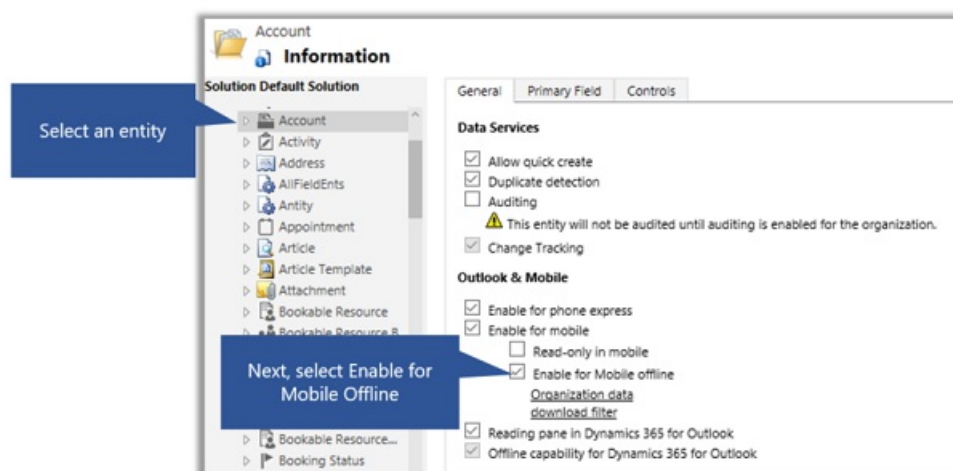 Account
Information
Solution Default Solution
Select an entity
Account
Activity
Address
AllFieldEnts
Antity
Appointment
Article
Article Template
Attachment
Bookable Resource
Bookable Resource B
Next, select Enable for
Mobile Offline
Bookable Resource...
Booking Status
General Primary Field Controls
Data Services
Allow quick create
Duplicate detection
Auditing
This entity will not be audited until auditing is enabled for the organization.
Change Tracking
Outlook & Mobile
Enable for phone express
Enable for mobile
Read-only in mobile
Enable for Mobile offline
Organization data
download filter
Reading pane in Dynamics 365 for Outlook
Offline capability for Dynamics 365 for Outlook